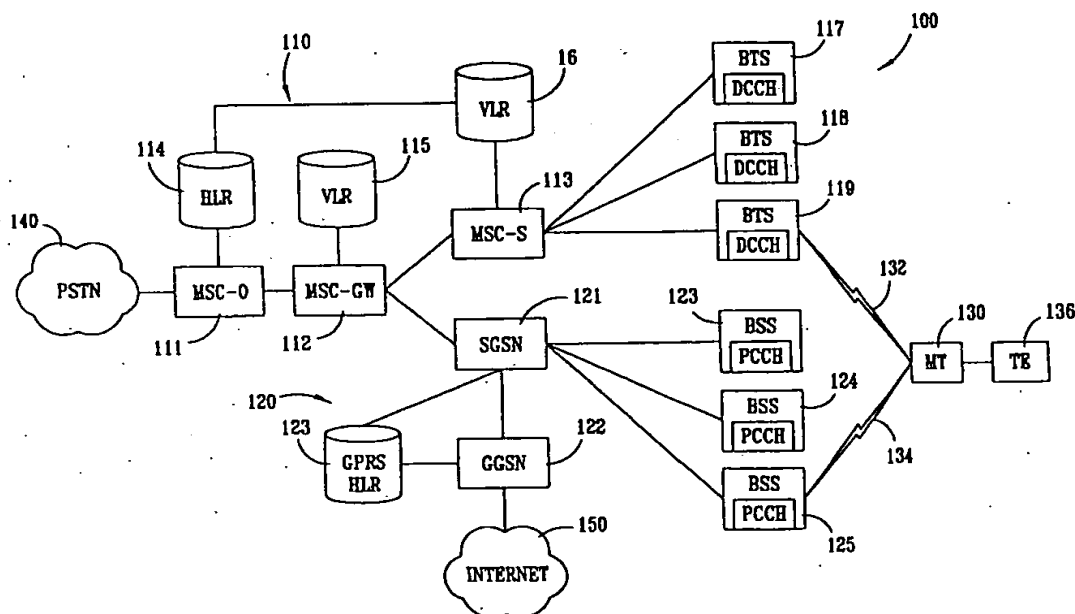 117
100
110
16
BTS
DCCH
VLR
118
114
115
BTS
DCCH
HLR
VLR
113
119
140
MSC-S
BTS
DCCH
PSTN
MSC-O
MSC-GW
132
111
112
121
123
130
136
SGSN
BSS
PCCH
MT
TE
120
124
123
122
BSS
PCCH
134
GPRS
HLR
GGSN
BSS
PCCH
150
125
INTERNET